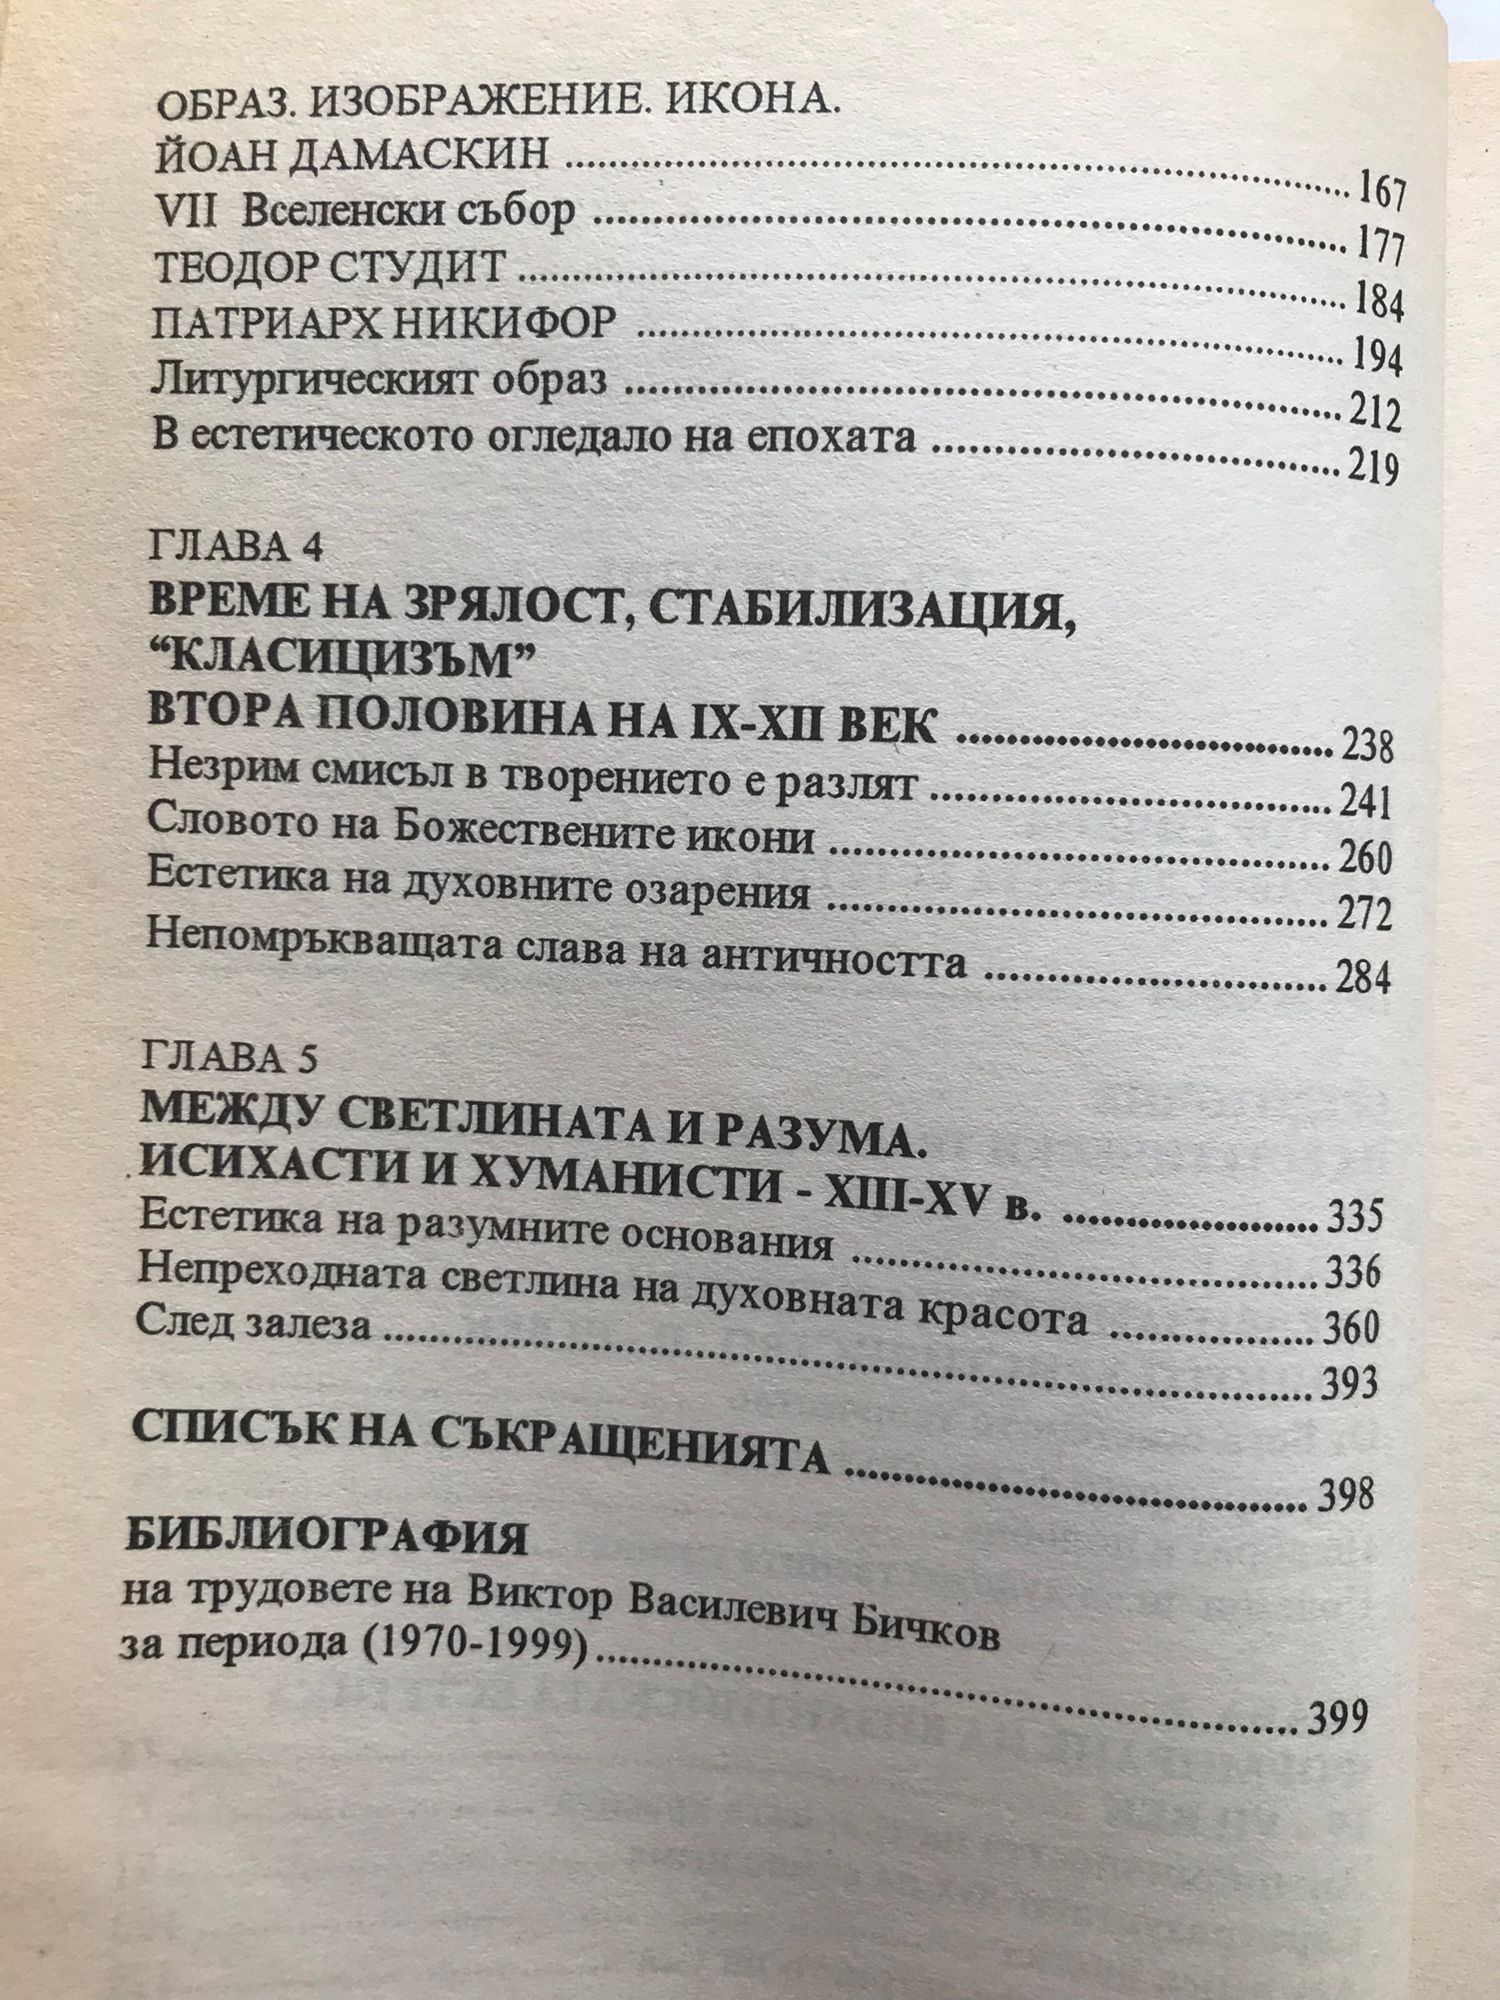 ОБРАЗ. ИЗОБРАЖЕНИЕ. ИКОНА.
ЙОАН ДАМАСКИН ........................................................ 167
VII Вселенски събор ...................................................... 177
ТЕОДОР СТУДИТ ........................................................ 184
ПАТРИАРХ НИКИФОР ................................................ 194
Литургическият образ .................................................. 212
В естетическото огледало на епохата ............................. 219
ГЛАВА 4
ВРЕМЕ НА ЗРЯЛОСТ, СТАБИЛИЗАЦИЯ,
“КЛАСИЦИЗЪМ”
ВТОРА ПОЛОВИНА НА IX-XII ВЕК .......................... 238
Незрим смисъл в творението е разлят ............................ 241
Словото на Божествените икони ................................... 260
Естетика на духовните озарения ................................... 272
Непомръкващата слава на античността ........................ 284
ГЛАВА 5
МЕЖДУ СВЕТЛИНАТА И РАЗУМА.
ИСИХАСТИ И ХУМАНИСТИ - XIII-XV в. .................. 335
Естетика на разумните основания ................................. 336
Непреходната светлина на духовната красота .............. 360
След залеза .................................................................. 393
СПИСЪК НА СЪКРАЩЕНИЯТА ................................ 398
БИБЛИОГРАФИЯ
на трудовете на Виктор Василевич Бичков
за периода (1970-1999) .................................................. 399